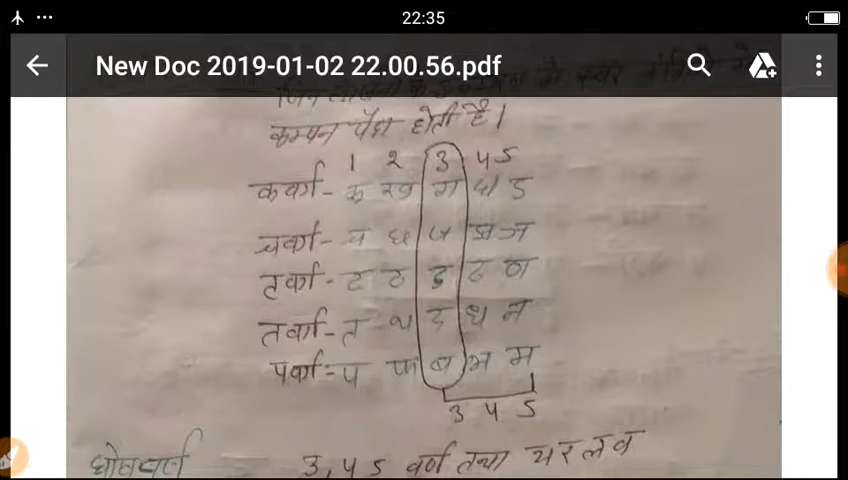 22:35
New Doc 2019-01-02 22.00.56.pdf
में स्वर
कम्पन पैदा होती है।
1 2 3 4 5
कवर्ग - क ख ग घ ङ
चवर्ग - च छ ज झ ञ
टवर्ग - ट ठ ड ढ ण
तवर्ग - त थ द ध न
पवर्ग - प फ ब भ म
3 4 5
घोषवर्ण 3, 4 5 वर्ण तथा य र ल व